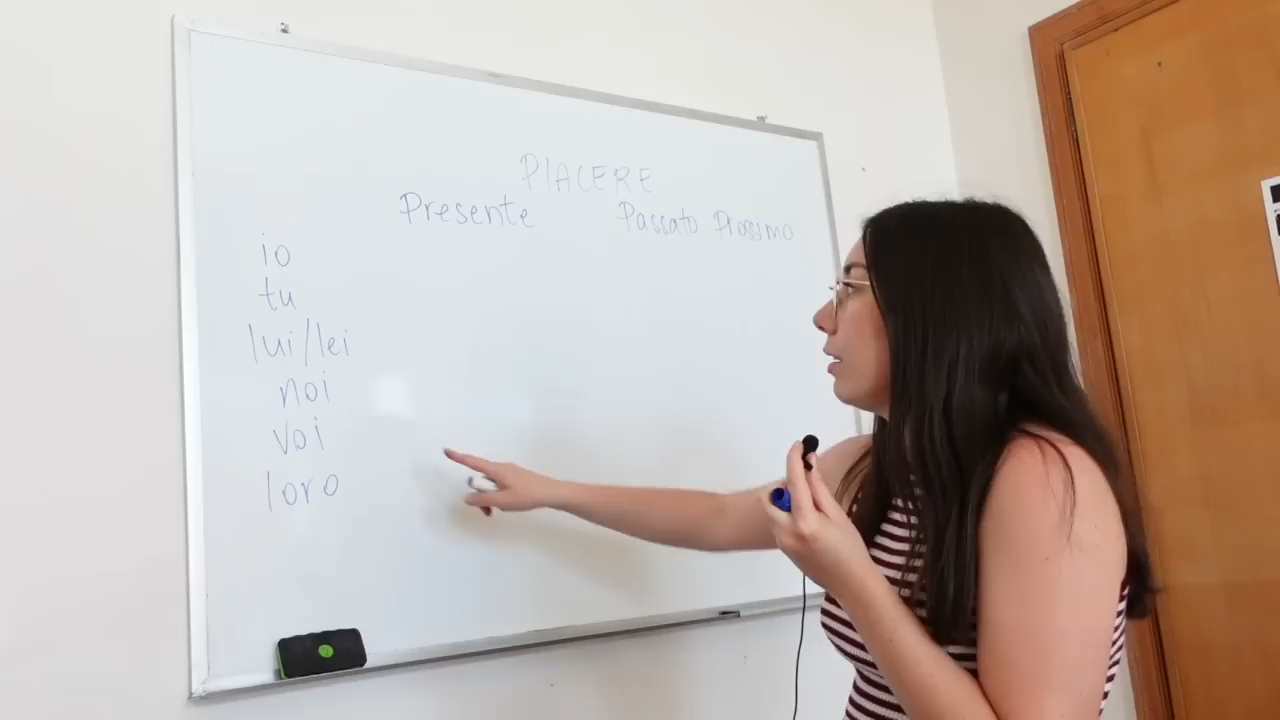 PIACERE
Presente Passato Prossimo
io
tu
lui/lei
noi
voi
loro